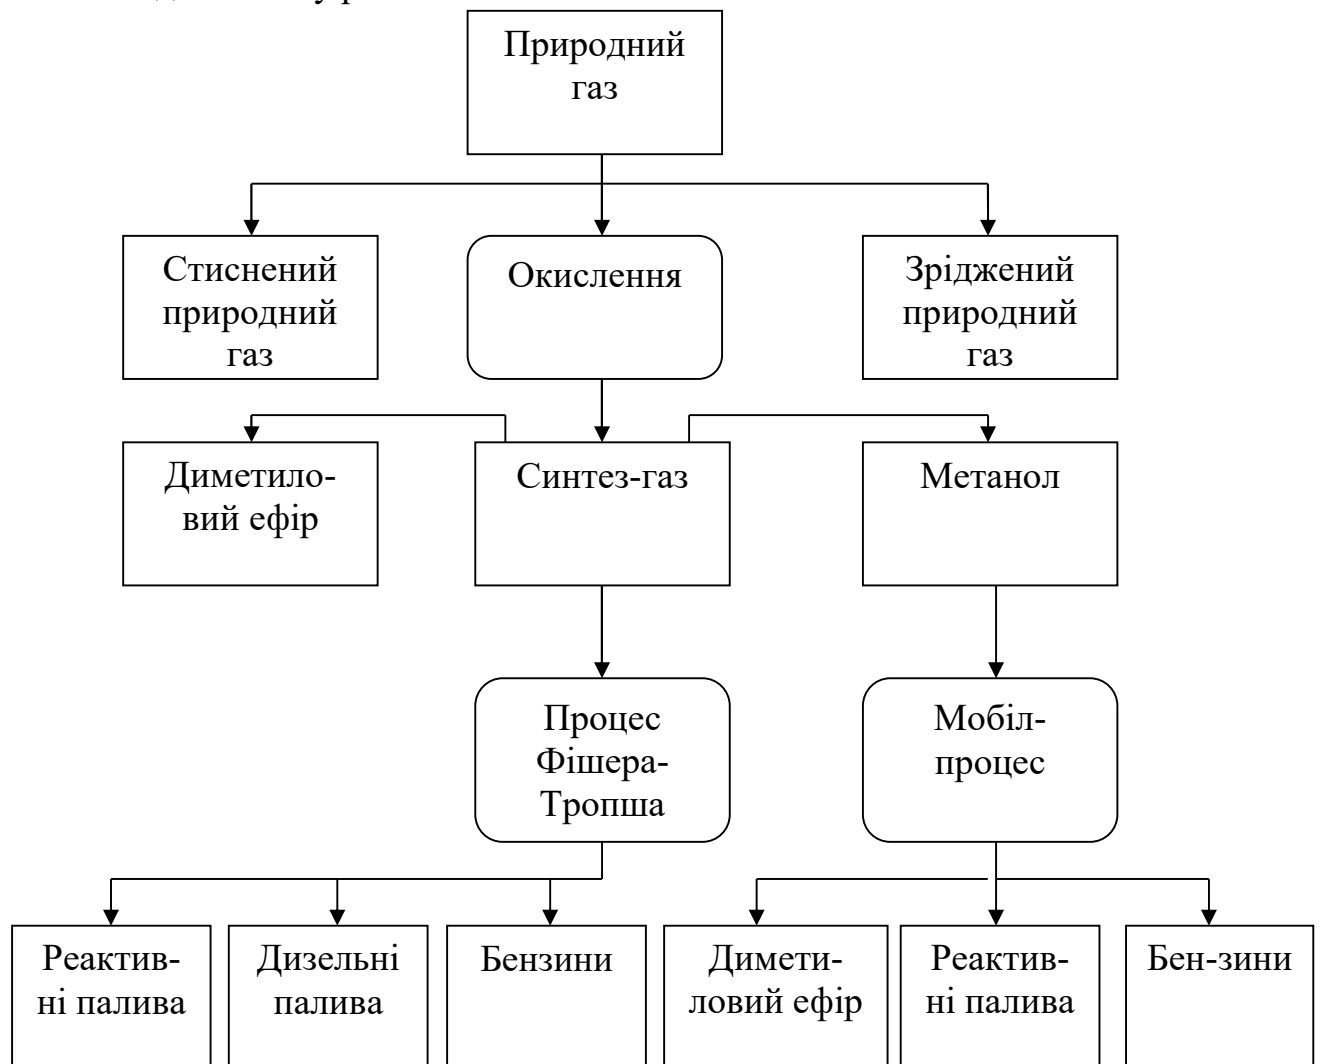 Природний
газ
Стиснений
природний
газ
Окислення
Зріджений
природний
газ
Диметило-
вий ефір
Синтез-газ
Метанол
Процес
Фішера-
Тропша
Мобіл-
процес
Реактив-
ні палива
Дизельні
палива
Бензини
Димети-
ловий ефір
Реактив-
ні палива
Бен-зини